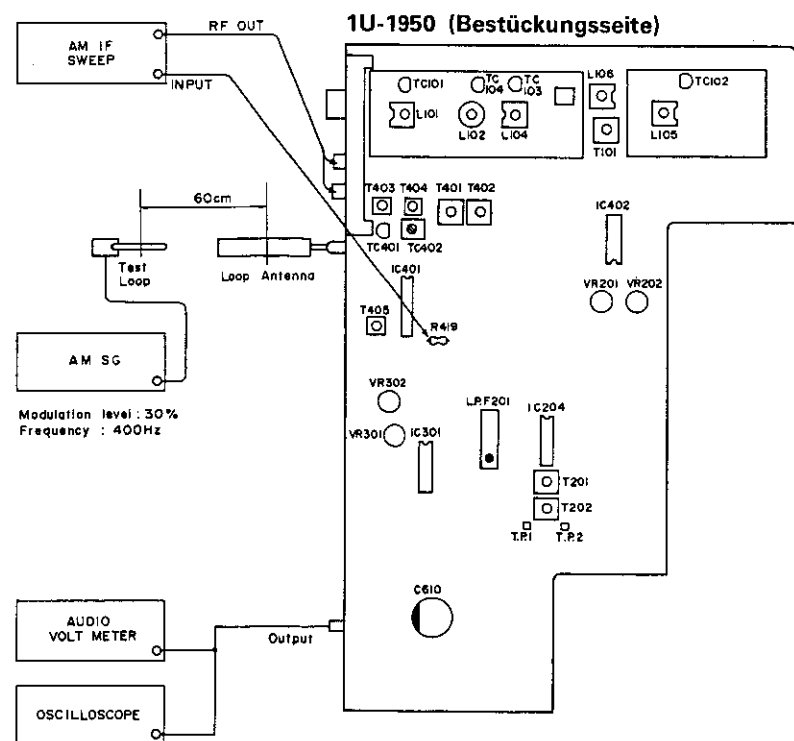 1U-1950 (Bestückungsseite)
AM IF
SWEEP
RF OUT
INPUT
TC101
TC
104
TC
103
L106
TC102
L101
L102
L104
T101
L105
60cm
T403
T404
T401
T402
TC401
TC402
IC402
Test
Loop
Loop Antenna
IC401
VR201
VR202
T405
R419
AM SG
Modulation level : 30%
Frequency : 400Hz
VR302
VR301
IC301
L.P.F201
IC204
T201
T202
T.P.1
T.P.2
C610
AUDIO
VOLT METER
Output
OSCILLOSCOPE